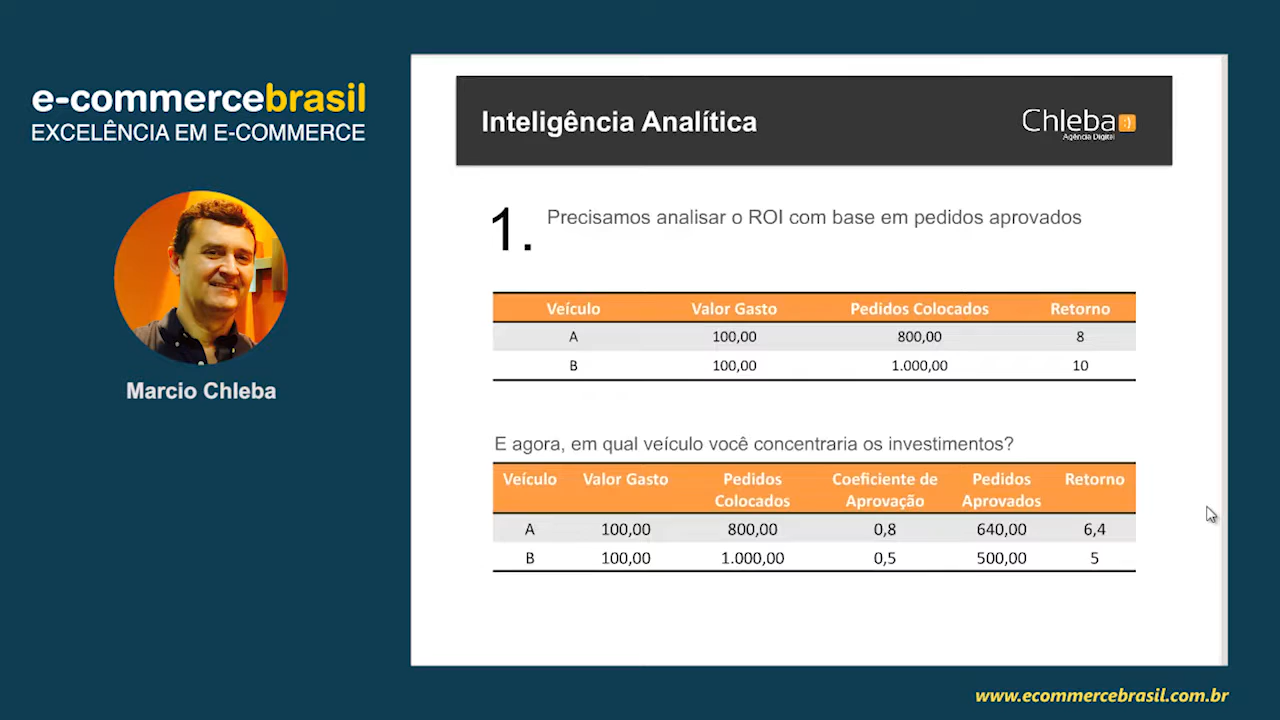 e-commercebrasil
EXCELÊNCIA EM E-COMMERCE
Marcio Chleba
Inteligência Analítica
Chleba :)
Agência Digital
1. Precisamos analisar o ROI com base em pedidos aprovados
Veículo Valor Gasto Pedidos Colocados Retorno
A 100,00 800,00 8
B 100,00 1.000,00 10
E agora, em qual veículo você concentraria os investimentos?
Veículo Valor Gasto Pedidos Colocados Coeficiente de Aprovação Pedidos Aprovados Retorno
A 100,00 800,00 0,8 640,00 6,4
B 100,00 1.000,00 0,5 500,00 5
www.ecommercebrasil.com.br